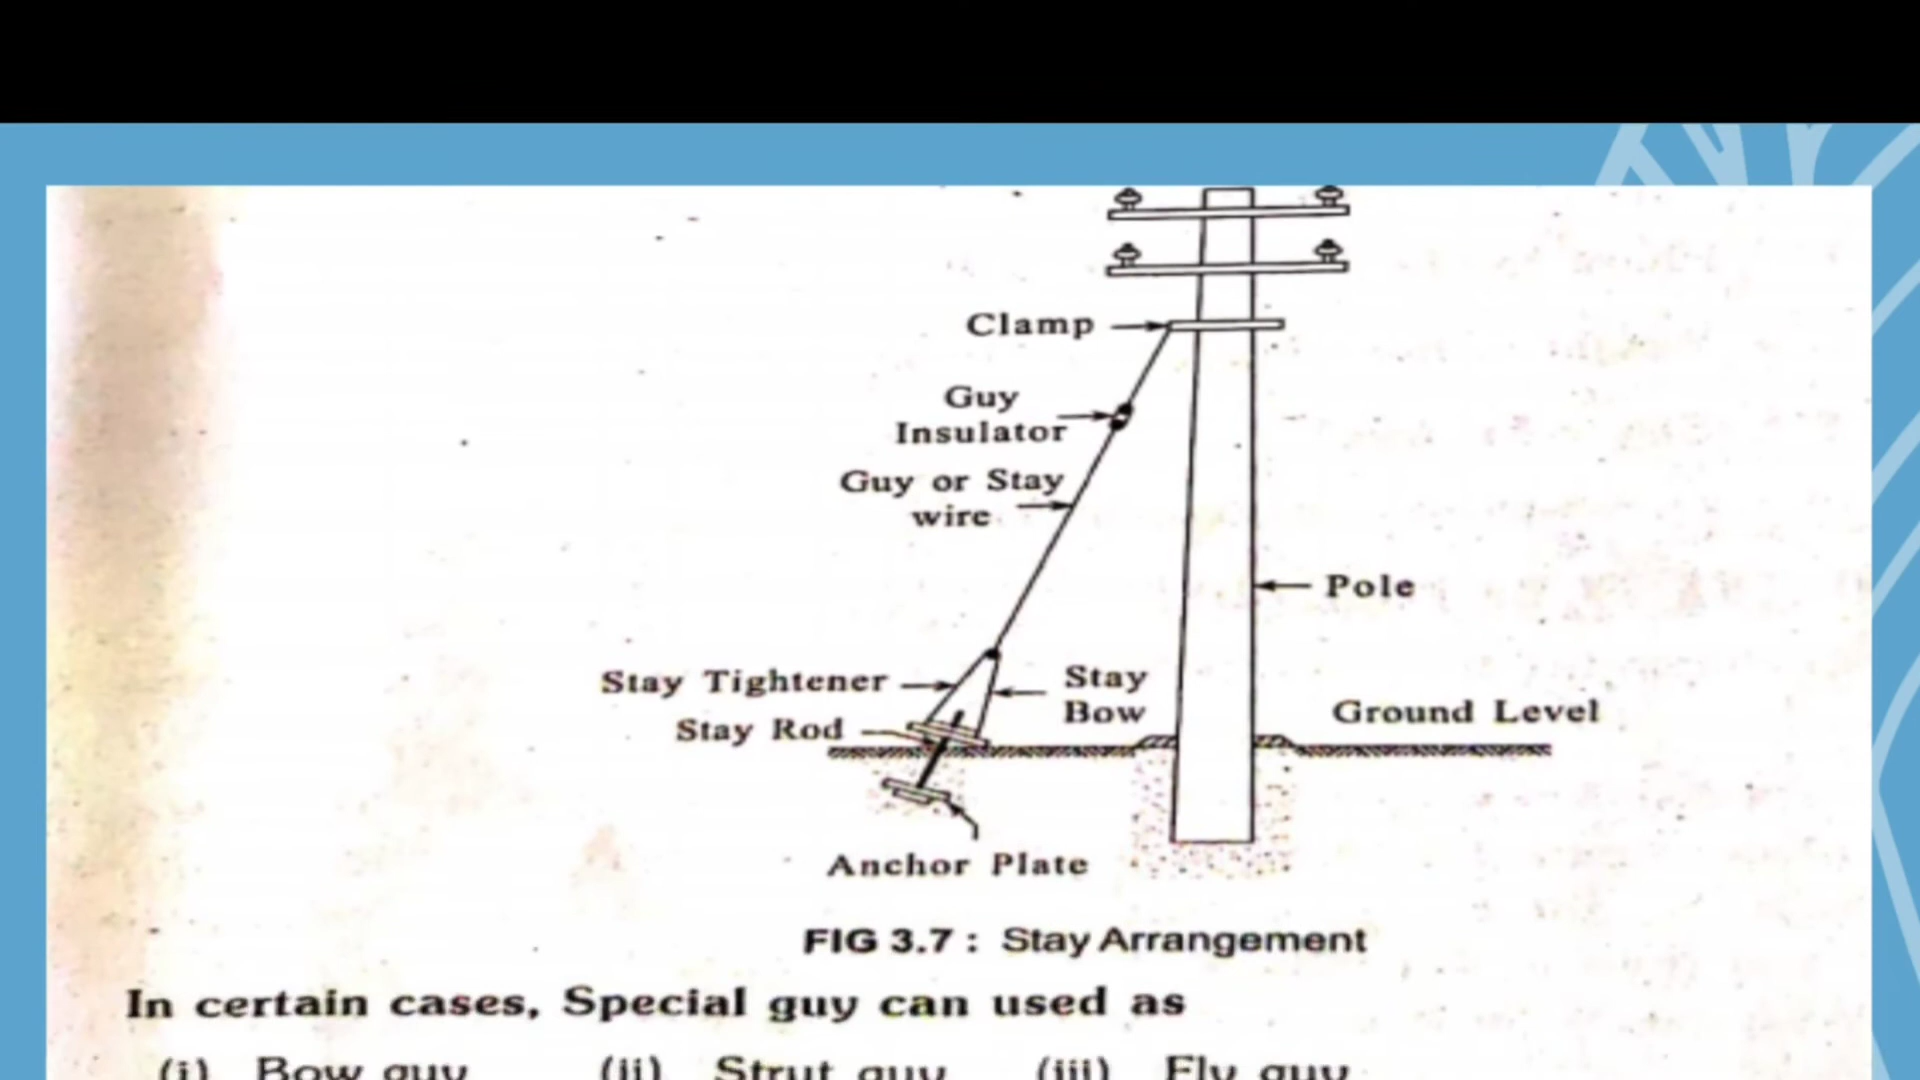 Clamp
Guy
Insulator
Guy or Stay
wire
Pole
Stay Tightener
Stay
Bow
Stay Rod
Ground Level
Anchor Plate
FIG 3.7 : Stay Arrangement
In certain cases, Special guy can used as
(i) Bow guy (ii) Strut guy (iii) Fly guy